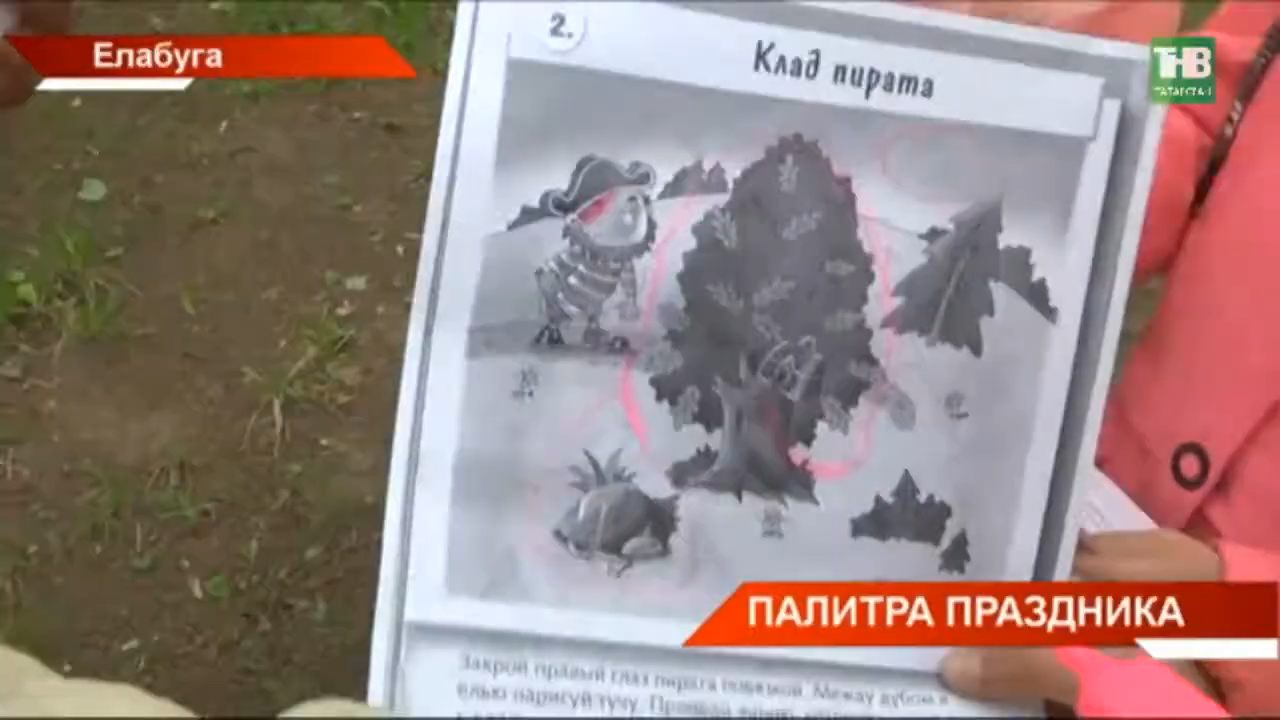 Елабуга
2.
Клад пирата
ТНВ
ТАТАРСТАН
ПАЛИТРА ПРАЗДНИКА
Закрой правый глаз пирата повязкой. Между дубом и
елью нарисуй тучу.